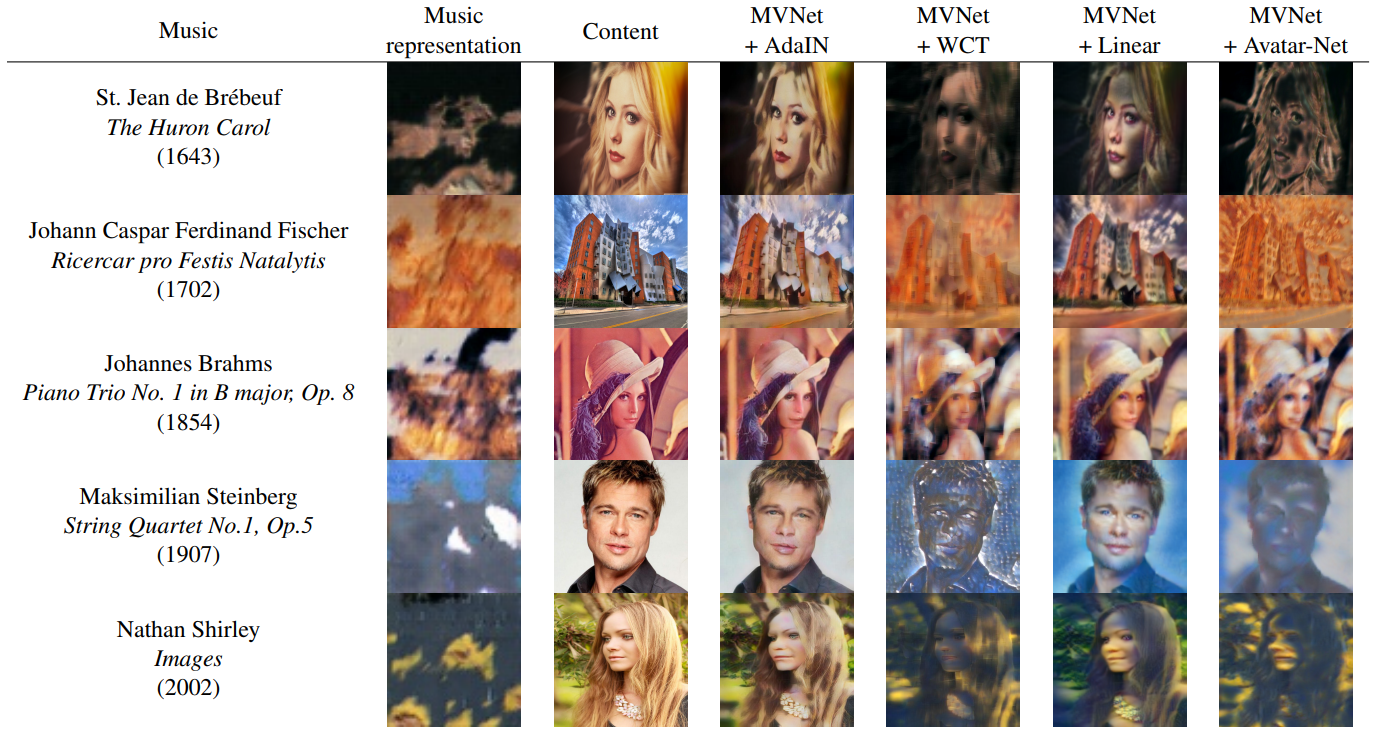 Music
Music
representation
Content
MVNet
+ AdaIN
MVNet
+ WCT
MVNet
+ Linear
MVNet
+ Avatar-Net
St. Jean de Brébeuf
The Huron Carol
(1643)
Johann Caspar Ferdinand Fischer
Ricercar pro Festis Natalytis
(1702)
Johannes Brahms
Piano Trio No. 1 in B major, Op. 8
(1854)
Maksimilian Steinberg
String Quartet No.1, Op.5
(1907)
Nathan Shirley
Images
(2002)